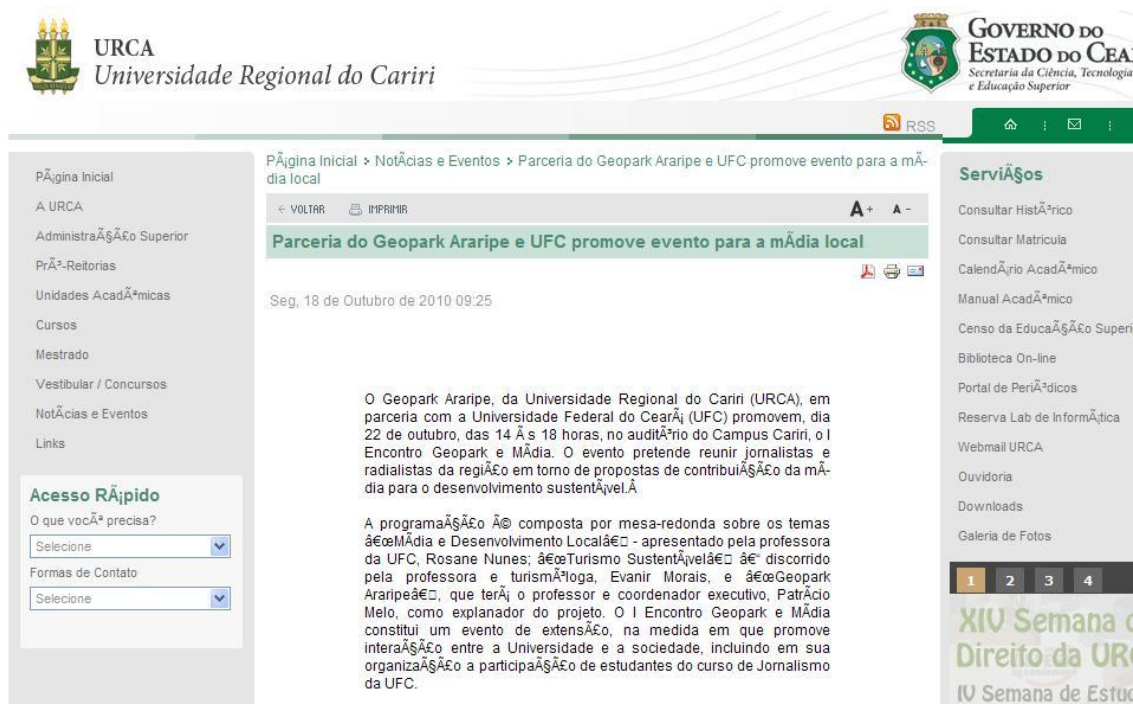 URCA
Universidade Regional do Cariri
GOVERNO DO
ESTADO DO CEA
Secretaria da Ciência, Tecnologia
e Educação Superior
RSS
PÃ¡gina Inicial
A URCA
AdministraÃ§Ã£o Superior
PrÃ³-Reitorias
Unidades AcadÃªmicas
Cursos
Mestrado
Vestibular / Concursos
NotÃcias e Eventos
Links
Acesso RÃ¡pido
O que vocÃª precisa?
Selecione
Formas de Contato
Selecione
PÃ¡gina Inicial > NotÃcias e Eventos > Parceria do Geopark Araripe e UFC promove evento para a mÃ-
dia local
← VOLTAR IMPRIMIR A+ A -
Parceria do Geopark Araripe e UFC promove evento para a mÃdia local
Seg, 18 de Outubro de 2010 09:25
O Geopark Araripe, da Universidade Regional do Cariri (URCA), em
parceria com a Universidade Federal do CearÃ¡ (UFC) promovem, dia
22 de outubro, das 14 Ã s 18 horas, no auditÃ³rio do Campus Cariri, o I
Encontro Geopark e MÃdia. O evento pretende reunir jornalistas e
radialistas da regiÃ£o em torno de propostas de contribuiÃ§Ã£o da mÃ-
dia para o desenvolvimento sustentÃ¡vel.Â
A programaÃ§Ã£o Ã© composta por mesa-redonda sobre os temas
â€œMÃdia e Desenvolvimento Localâ€□ - apresentado pela professora
da UFC, Rosane Nunes; â€œTurismo SustentÃ¡velâ€□ â€“ discorrido
pela professora e turismÃ³loga, Evanir Morais, e â€œGeopark
Araripeâ€□, que terÃ¡ o professor e coordenador executivo, PatrÃcio
Melo, como explanador do projeto. O I Encontro Geopark e MÃdia
constitui um evento de extensÃ£o, na medida em que promove
interaÃ§Ã£o entre a Universidade e a sociedade, incluindo em sua
organizaÃ§Ã£o a participaÃ§Ã£o de estudantes do curso de Jornalismo
da UFC.
ServiÃ§os
Consultar HistÃ³rico
Consultar Matricula
CalendÃ¡rio AcadÃªmico
Manual AcadÃªmico
Censo da EducaÃ§Ã£o Superi
Biblioteca On-line
Portal de PeriÃ³dicos
Reserva Lab de InformÃ¡tica
Webmail URCA
Ouvidoria
Downloads
Galeria de Fotos
1 2 3 4
XIV Semana d
Direito da URC
IV Semana de Estud